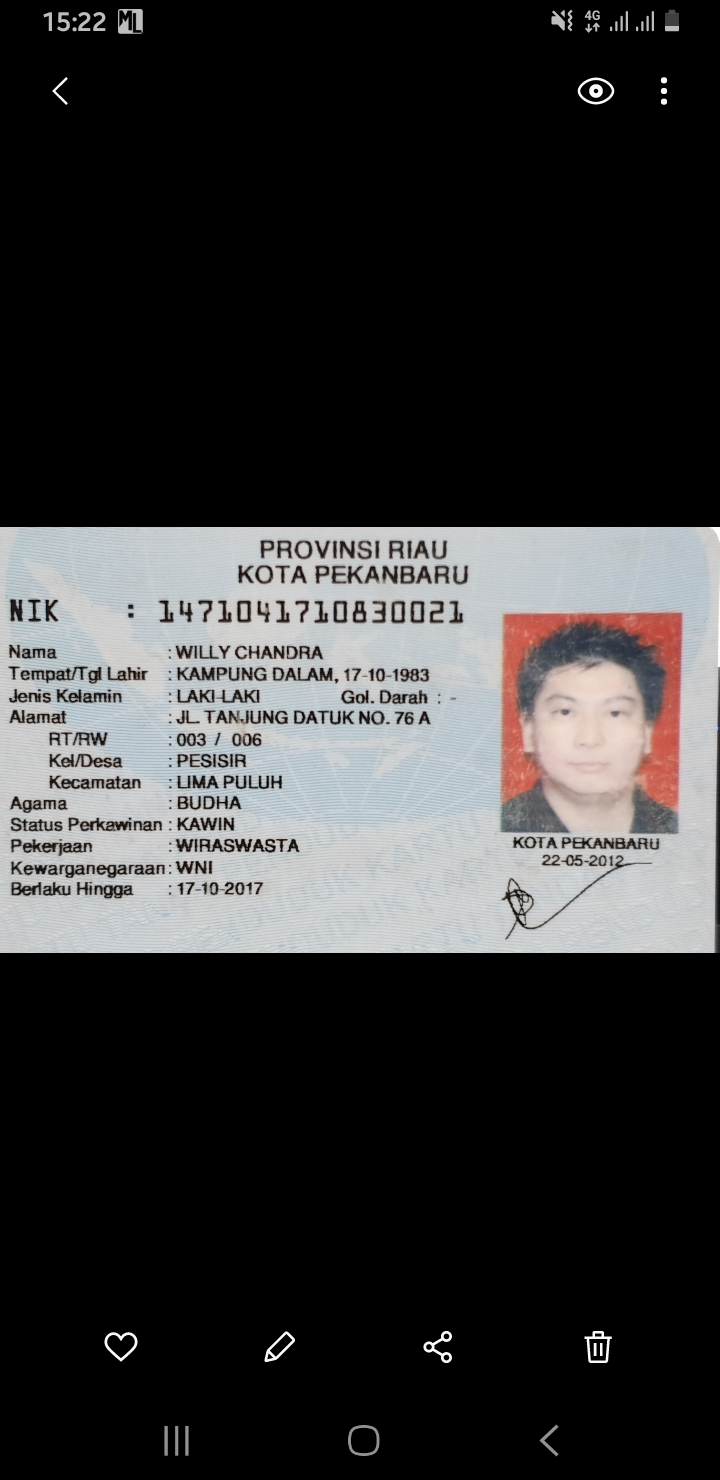 15:22 ML 4G
PROVINSI RIAU
KOTA PEKANBARU
NIK : 1471041710830021
Nama : WILLY CHANDRA
Tempat/Tgl Lahir : KAMPUNG DALAM, 17-10-1983
Jenis Kelamin : LAKI-LAKI Gol. Darah : -
Alamat : JL. TANJUNG DATUK NO. 76 A
RT/RW : 003 / 006
Kel/Desa : PESISIR
Kecamatan : LIMA PULUH
Agama : BUDHA
Status Perkawinan : KAWIN
Pekerjaan : WIRASWASTA
Kewarganegaraan : WNI
Berlaku Hingga : 17-10-2017
KOTA PEKANBARU
22-05-2012